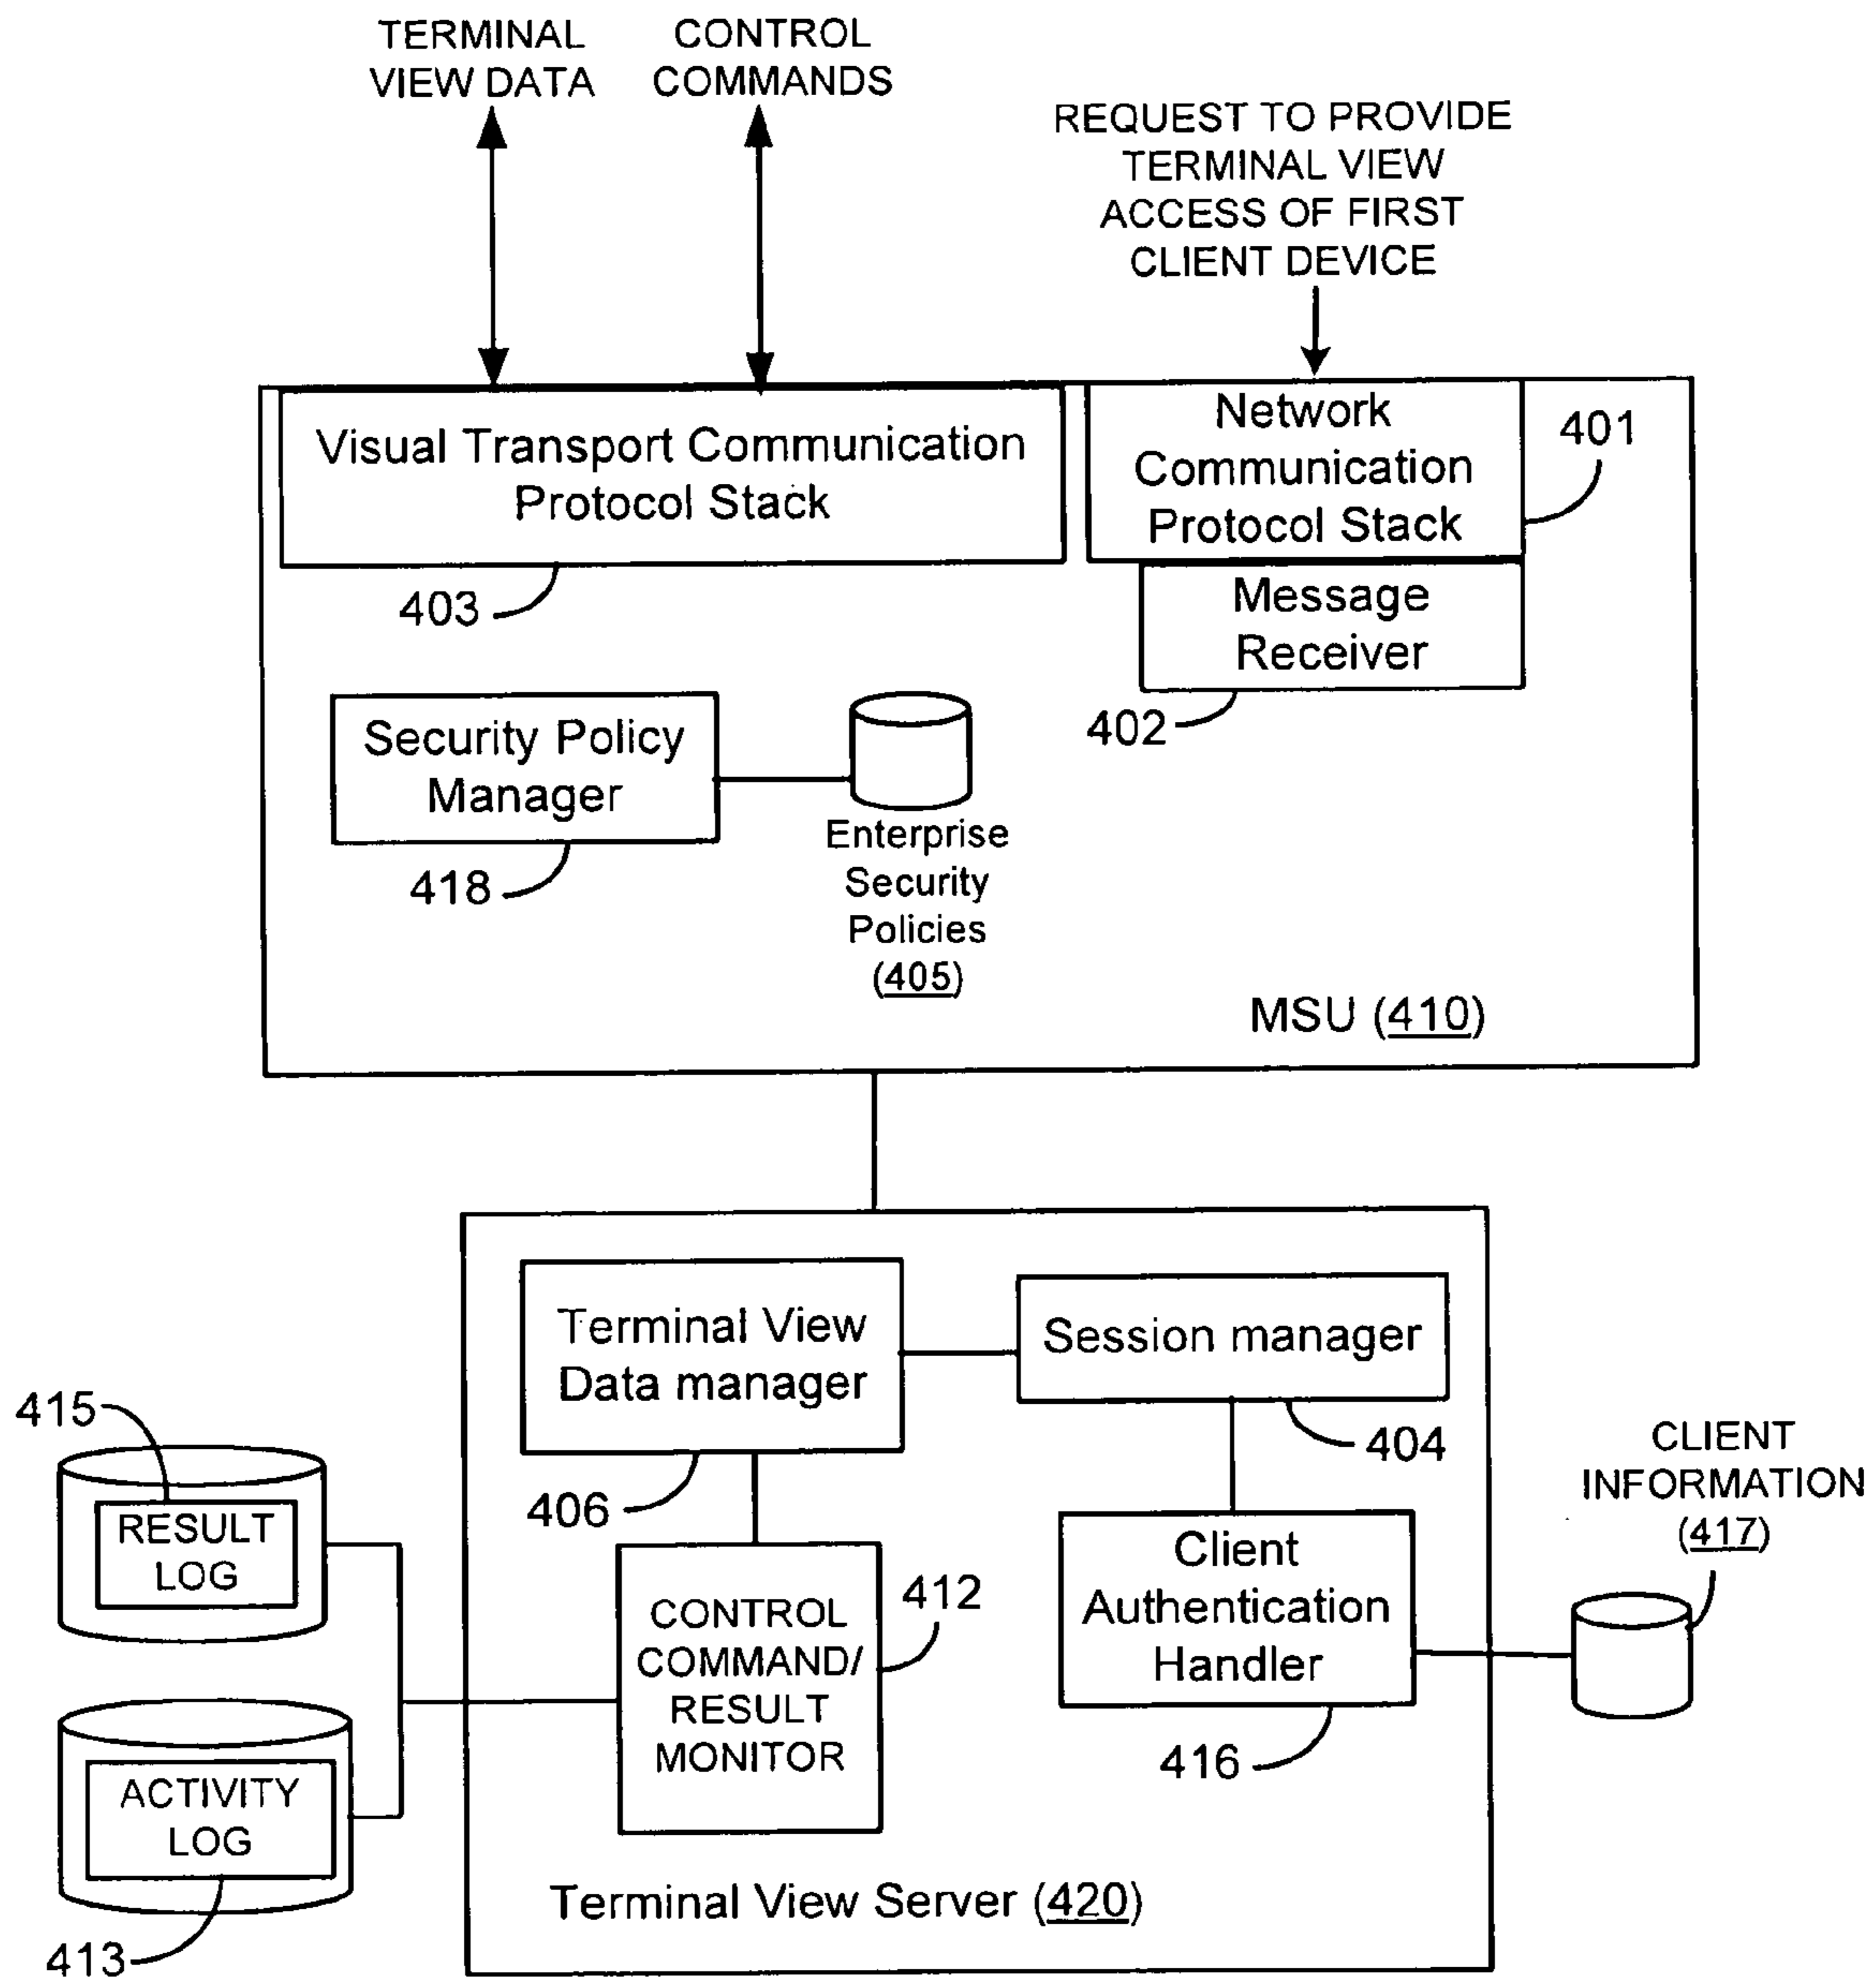 TERMINAL
VIEW DATA
CONTROL
COMMANDS
REQUEST TO PROVIDE
TERMINAL VIEW
ACCESS OF FIRST
CLIENT DEVICE
Visual Transport Communication
Protocol Stack
403
Network
Communication
Protocol Stack
401
Message
Receiver
402
Security Policy
Manager
418
Enterprise
Security
Policies
(405)
MSU (410)
Terminal View
Data manager
406
Session manager
404
415
RESULT
LOG
CONTROL
COMMAND/
RESULT
MONITOR
412
Client
Authentication
Handler
416
CLIENT
INFORMATION
(417)
ACTIVITY
LOG
413
Terminal View Server (420)